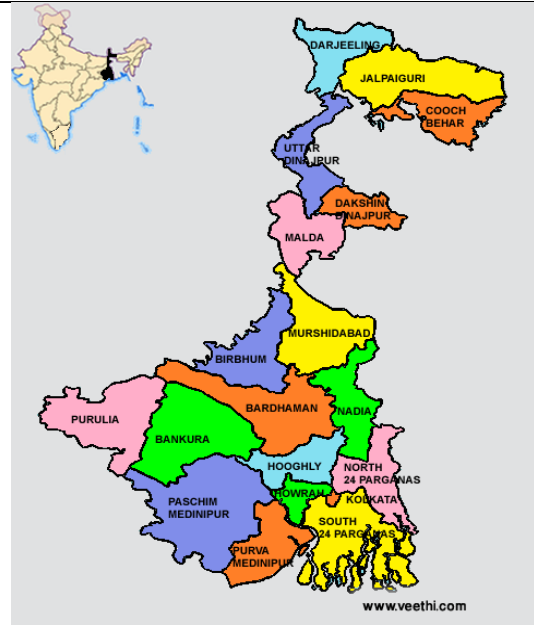 DARJEELING
JALPAIGURI
COOCH
BEHAR
UTTAR
DINAJPUR
DAKSHIN
DINAJPUR
MALDA
MURSHIDABAD
BIRBHUM
BARDHAMAN
NADIA
PURULIA
BANKURA
HOOGHLY
NORTH
24 PARGANAS
HOWRAH
KOLKATA
PASCHIM
MEDINIPUR
SOUTH
24 PARGANAS
PURVA
MEDINIPUR
www.veethi.com